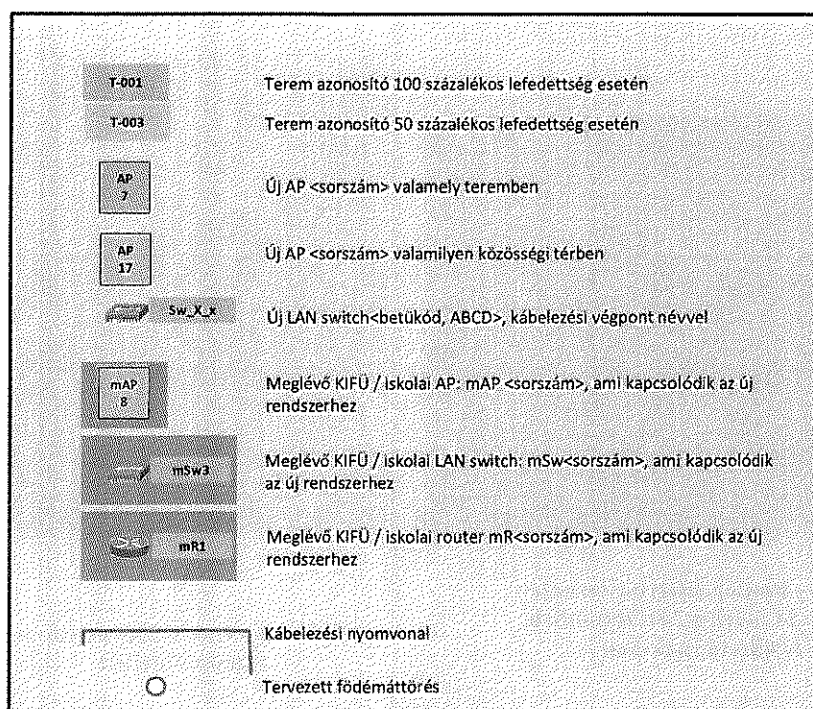 T-001 Terem azonosító 100 százalékos lefedettség esetén
T-003 Terem azonosító 50 százalékos lefedettség esetén
AP
7
Új AP <sorszám> valamely teremben
AP
17
Új AP <sorszám> valamilyen közösségi térben
Sw_X_x Új LAN switch<betűkód, ABCD>, kábelezési végpont névvel
mAP
8
Meglévő KIFÜ / iskolai AP: mAP <sorszám>, ami kapcsolódik az új
rendszerhez
mSw3
Meglévő KIFÜ / iskolai LAN switch: mSw<sorszám>, ami kapcsolódik
az új rendszerhez
mR1
Meglévő KIFÜ / iskolai router mR<sorszám>, ami kapcsolódik az új
rendszerhez
Kábelezési nyomvonal
Tervezett födémáttörés